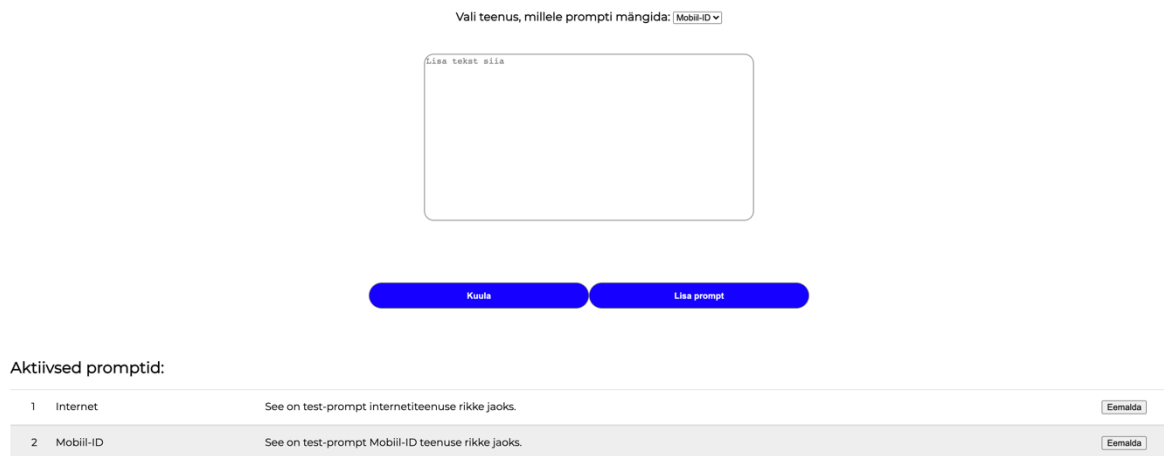 Vali teenus, millele prompti mängida: Mobiil-ID
Lisa tekst siia
Kuula
Lisa prompt
Aktiivsed promptid:
1 Internet See on test-prompt internetiteenuse rikke jaoks. Eemalda
2 Mobiil-ID See on test-prompt Mobiil-ID teenuse rikke jaoks. Eemalda